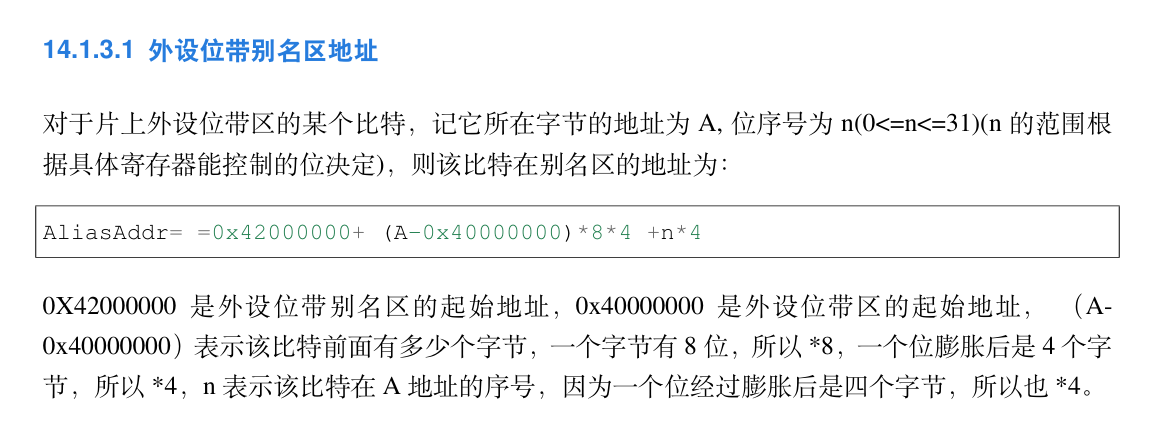 14.1.3.1 外设位带别名区地址
对于片上外设位带区的某个比特，记它所在字节的地址为 A, 位序号为 n(0<=n<=31)(n 的范围根
据具体寄存器能控制的位决定)，则该比特在别名区的地址为：
AliasAddr= =0x42000000+ (A-0x40000000)*8*4 +n*4
0X42000000 是外设位带别名区的起始地址，0x40000000 是外设位带区的起始地址， （A-
0x40000000）表示该比特前面有多少个字节，一个字节有 8 位，所以 *8，一个位膨胀后是 4 个字
节，所以 *4，n 表示该比特在 A 地址的序号，因为一个位经过膨胀后是四个字节，所以也 *4。